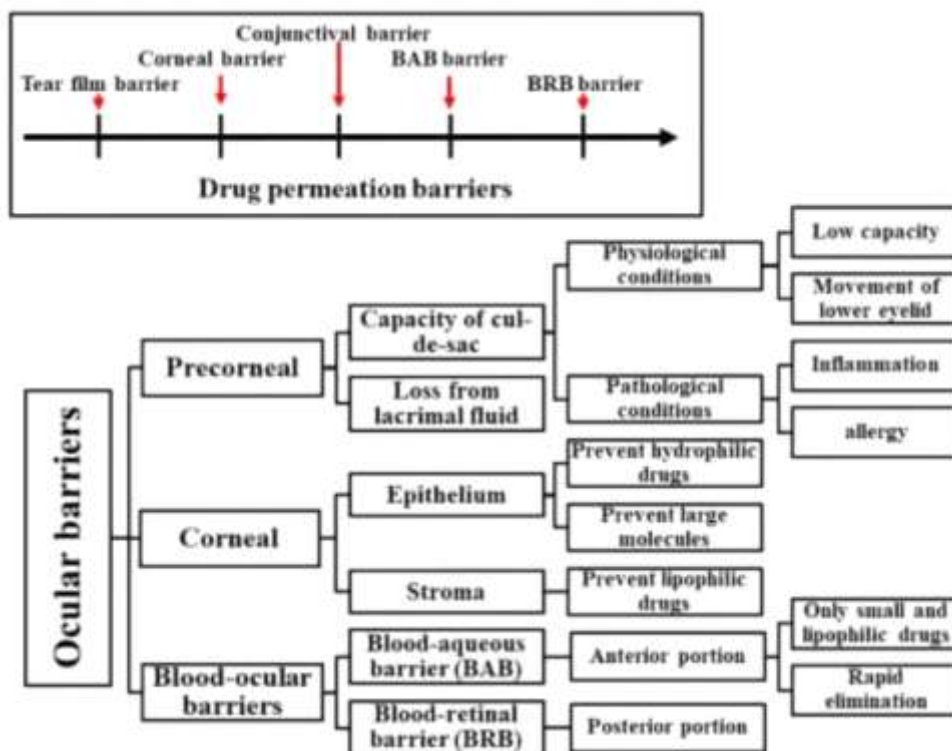 Conjunctival barrier
Corneal barrier
BAB barrier
Tear film barrier
BRB barrier
Drug permeation barriers
Ocular barriers
Precorneal
Capacity of cul-
de-sac
Physiological
conditions
Low capacity
Movement of
lower eyelid
Pathological
conditions
Inflammation
allergy
Loss from
lacrimal fluid
Corneal
Epithelium
Prevent hydrophilic
drugs
Prevent large
molecules
Stroma
Prevent lipophilic
drugs
Blood-ocular
barriers
Blood-aqueous
barrier (BAB)
Anterior portion
Only small and
lipophilic drugs
Rapid
elimination
Blood-retinal
barrier (BRB)
Posterior portion